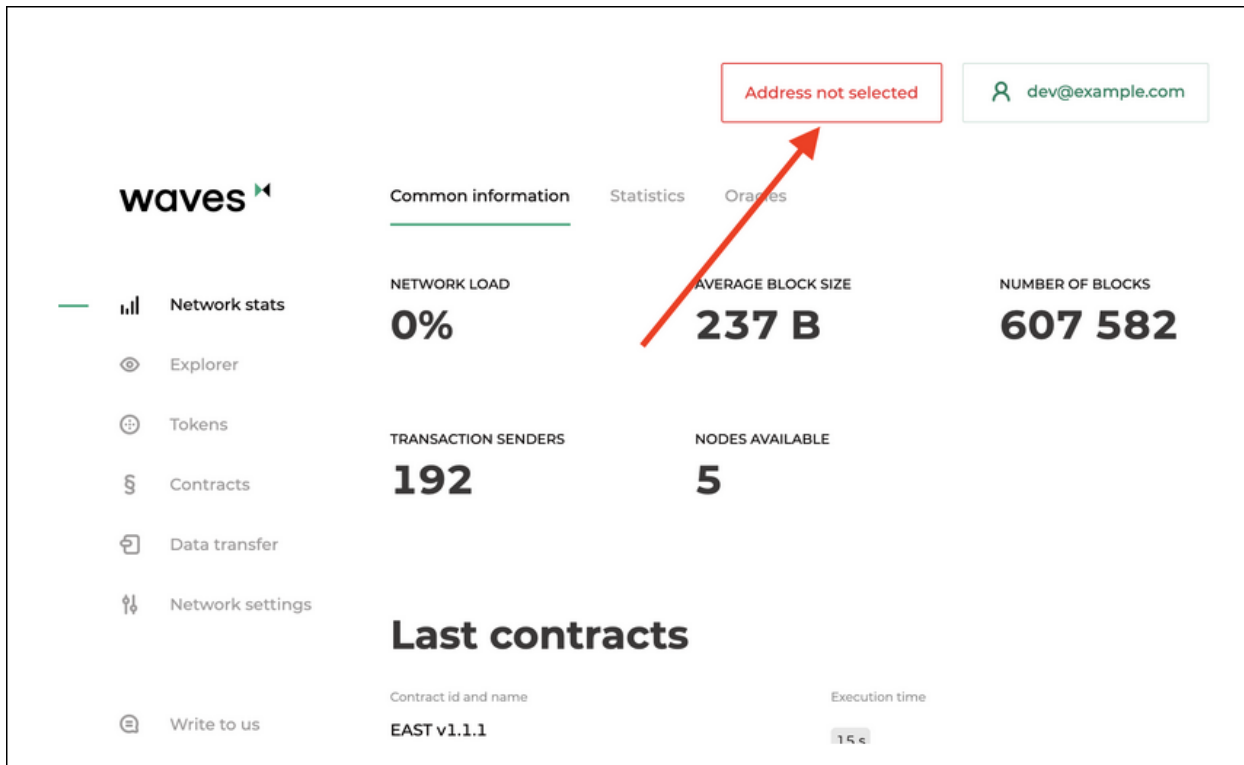 Address not selected
dev@example.com
waves
Common information Statistics Oracles
Network stats
Explorer
Tokens
Contracts
Data transfer
Network settings
Write to us
NETWORK LOAD AVERAGE BLOCK SIZE NUMBER OF BLOCKS
0% 237 B 607 582
TRANSACTION SENDERS NODES AVAILABLE
192 5
Last contracts
Contract id and name Execution time
EAST v1.1.1 15 s